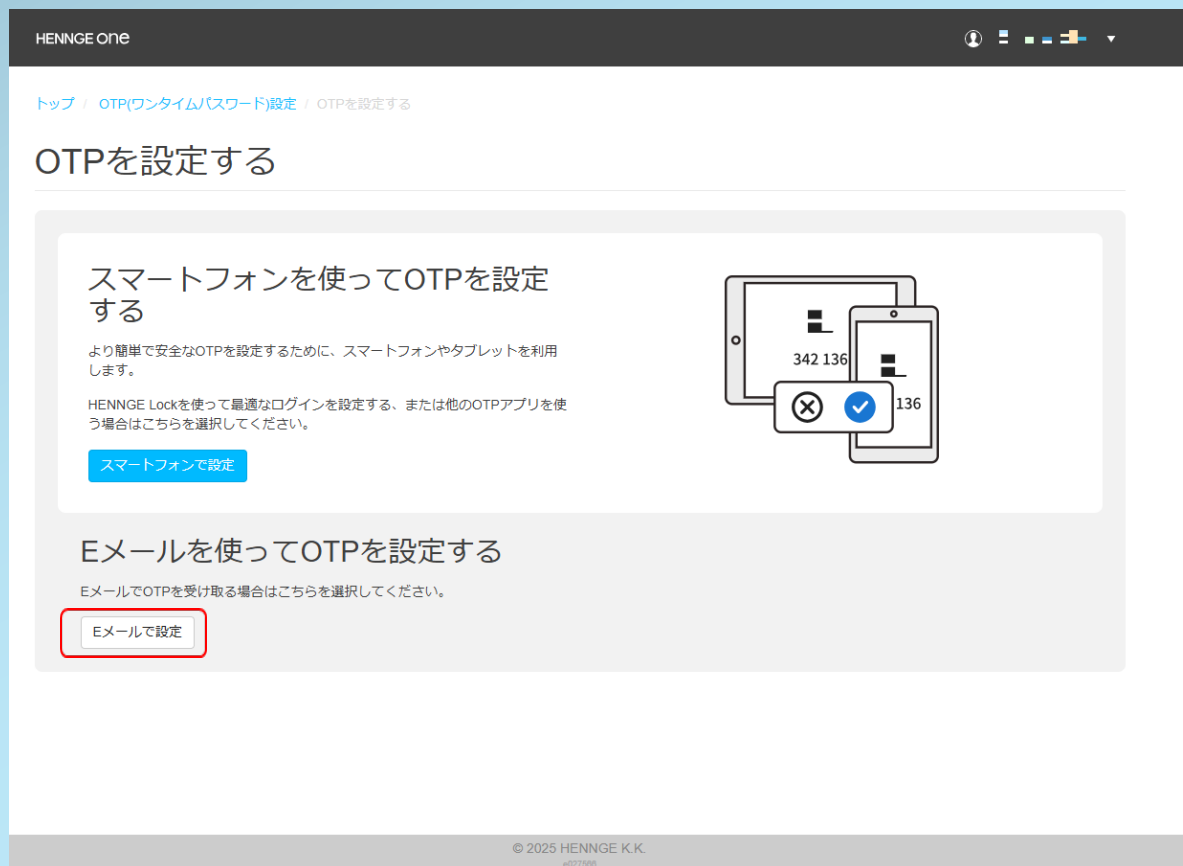 HENNGE one
トップ / OTP(ワンタイムパスワード)設定 / OTPを設定する
OTPを設定する
スマートフォンを使ってOTPを設定
する
より簡単で安全なOTPを設定するために、スマートフォンやタブレットを利用
します。
HENNGE Lockを使って最適なログインを設定する、または他のOTPアプリを使
う場合はこちらを選択してください。
スマートフォンで設定
342 136
136
Eメールを使ってOTPを設定する
EメールでOTPを受け取る場合はこちらを選択してください。
Eメールで設定
© 2025 HENNGE K.K.